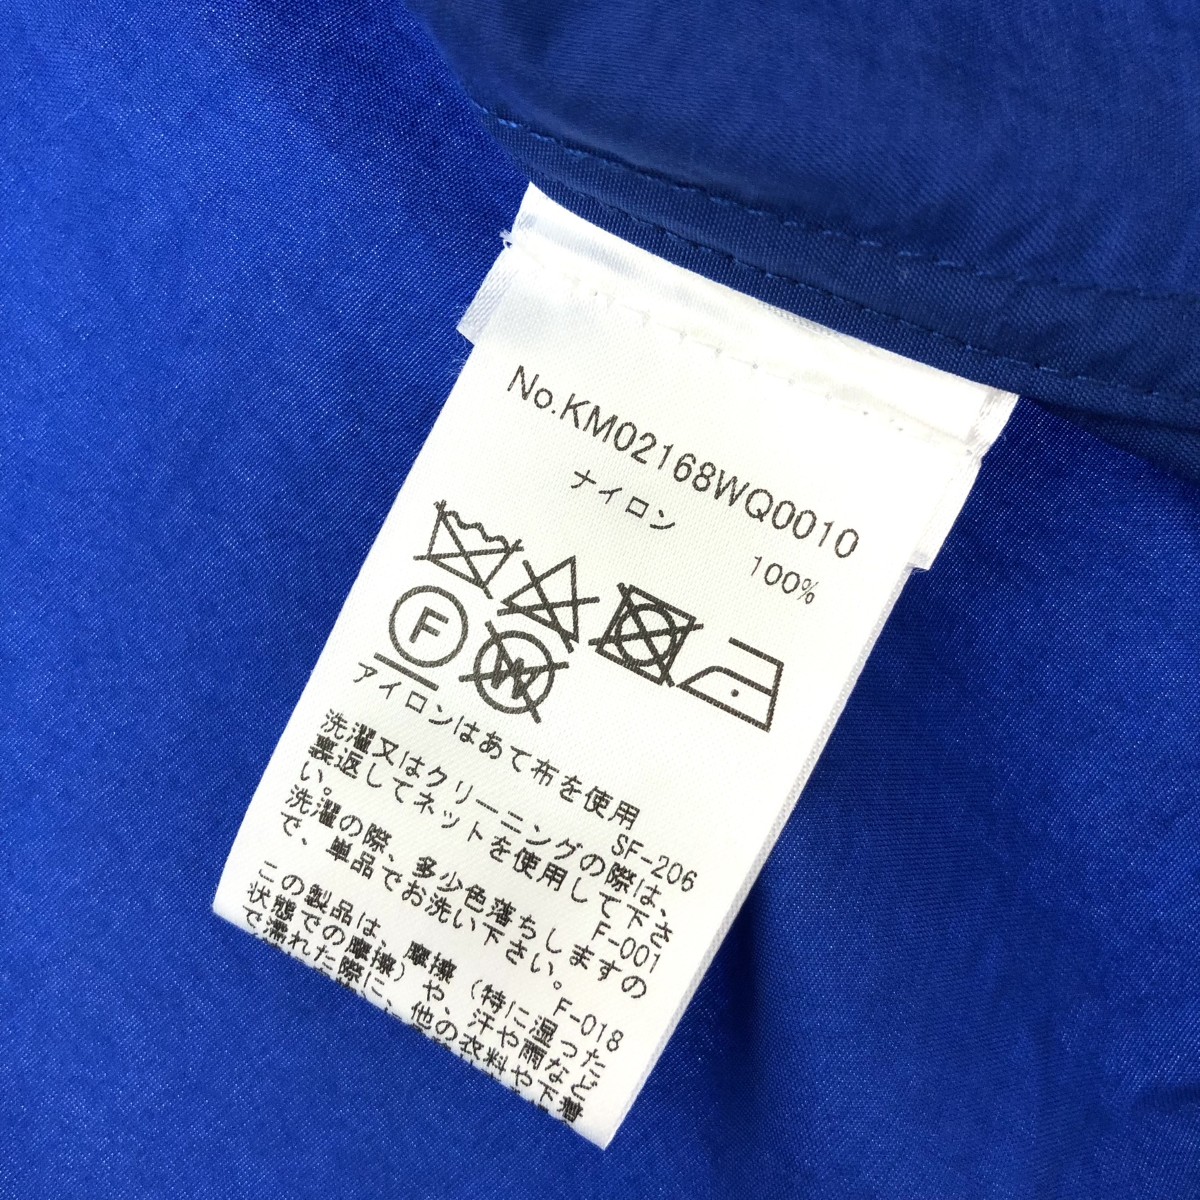 No.KM02168WQ0010
ナイロン 100%
F W
アイロンはあて布を使用
SF-206
洗濯又はクリーニングの際は、
裏返してネットを使用して下さ
い。 F-001
洗濯の際、多少色落ちしますの
で、単品でお洗い下さい。
F-018
この製品は、摩擦(特に湿った
状態での摩擦)や、汗や雨など
で濡れた際に、他の衣料や下着